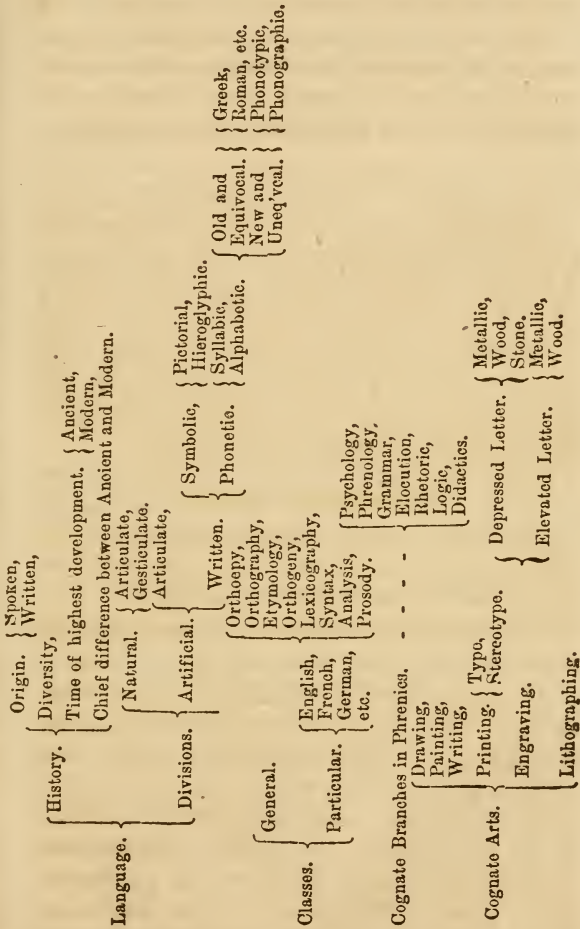 Language.
History.
Origin.
Spoken,
Written,
Diversity,
Time of highest development.
Ancient,
Modern,
Chief difference between Ancient and Modern.
Divisions.
Natural.
Articulate,
Gesticulate.
Artificial.
Articulate,
Written.
Symbolic,
Pictorial,
Hieroglyphic.
Phonetic.
Syllabic,
Alphabetic.
Old and
Equivocal.
Greek,
Roman, etc.
New and
Uneq'vcal.
Phonotypic,
Phonographic.
Classes.
General.
Orthoepy,
Orthography,
Etymology,
Orthogeny,
Lexicography,
Syntax,
Analysis,
Prosody.
Particular.
English,
French,
German,
etc.
Cognate Branches in Phrenics. - - - -
Psychology,
Phrenology,
Grammar,
Elocution,
Rhetoric,
Logic,
Didactics.
Cognate Arts.
Drawing,
Painting,
Writing,
Printing.
Type,
Stereotype.
Engraving.
Depressed Letter.
Metallic,
Wood,
Stone.
Elevated Letter.
Metallic,
Wood.
Lithographing.